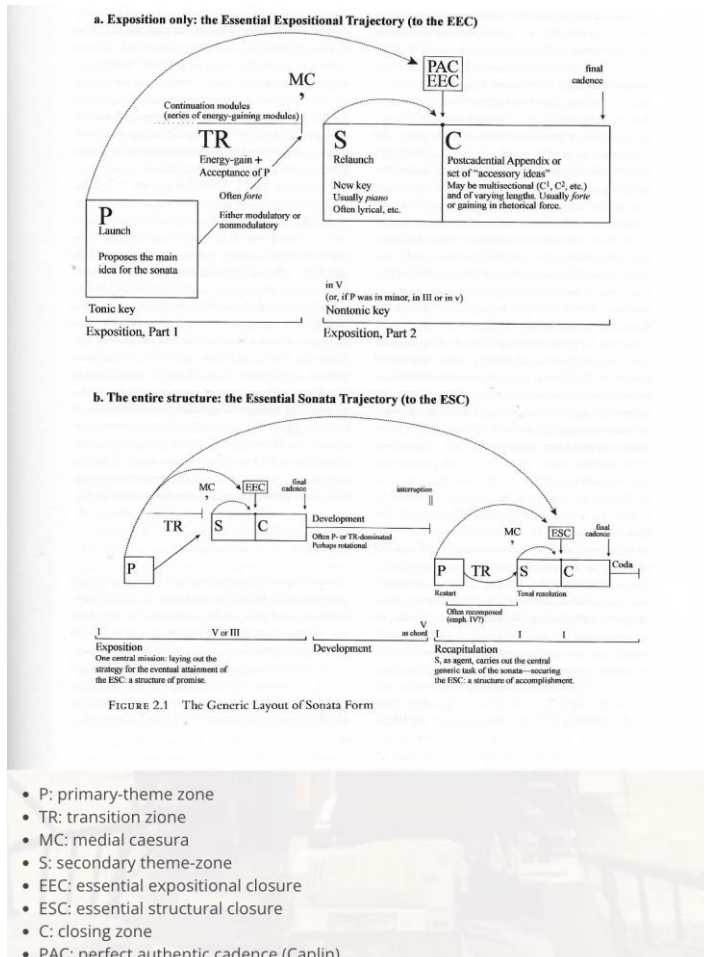 a. Exposition only: the Essential Expositional Trajectory (to the EEC)
PAC
EEC
final
cadence
MC
,
Continuation modules
(series of energy-gaining modules)
TR
Energy-gain +
Acceptance of P
Often forte
Either modulatory or
nonmodulatory
S
Relaunch
New key
Usually piano
Often lyrical, etc.
C
Postcadential Appendix or
set of "accessory ideas"
May be multisectional (C1, C2, etc.)
and of varying lengths. Usually forte
or gaining in rhetorical force.
P
Launch
Proposes the main
idea for the sonata
Tonic key
Exposition, Part 1
in V
(or, if P was in minor, in III or in v)
Nontonic key
Exposition, Part 2
b. The entire structure: the Essential Sonata Trajectory (to the ESC)
MC
,
EEC
final
cadence
TR
S
C
P
Development
Often P- or TR-dominated
Perhaps rotational
interruption
MC
,
ESC
final
cadence
P
TR
S
C
Coda
Restart
Tonal resolution
Often recomposed
(emph. IV?)
I
V or III
V
as chord
I
I
I
Exposition
One central mission: laying out the
strategy for the eventual attainment of
the ESC: a structure of promise.
Development
Recapitulation
S, as agent, carries out the central
generic task of the sonata—securing
the ESC: a structure of accomplishment.
FIGURE 2.1 The Generic Layout of Sonata Form
• P: primary-theme zone
• TR: transition zione
• MC: medial caesura
• S: secondary theme-zone
• EEC: essential expositional closure
• ESC: essential structural closure
• C: closing zone
• PAC: perfect authentic cadence (Caplin)